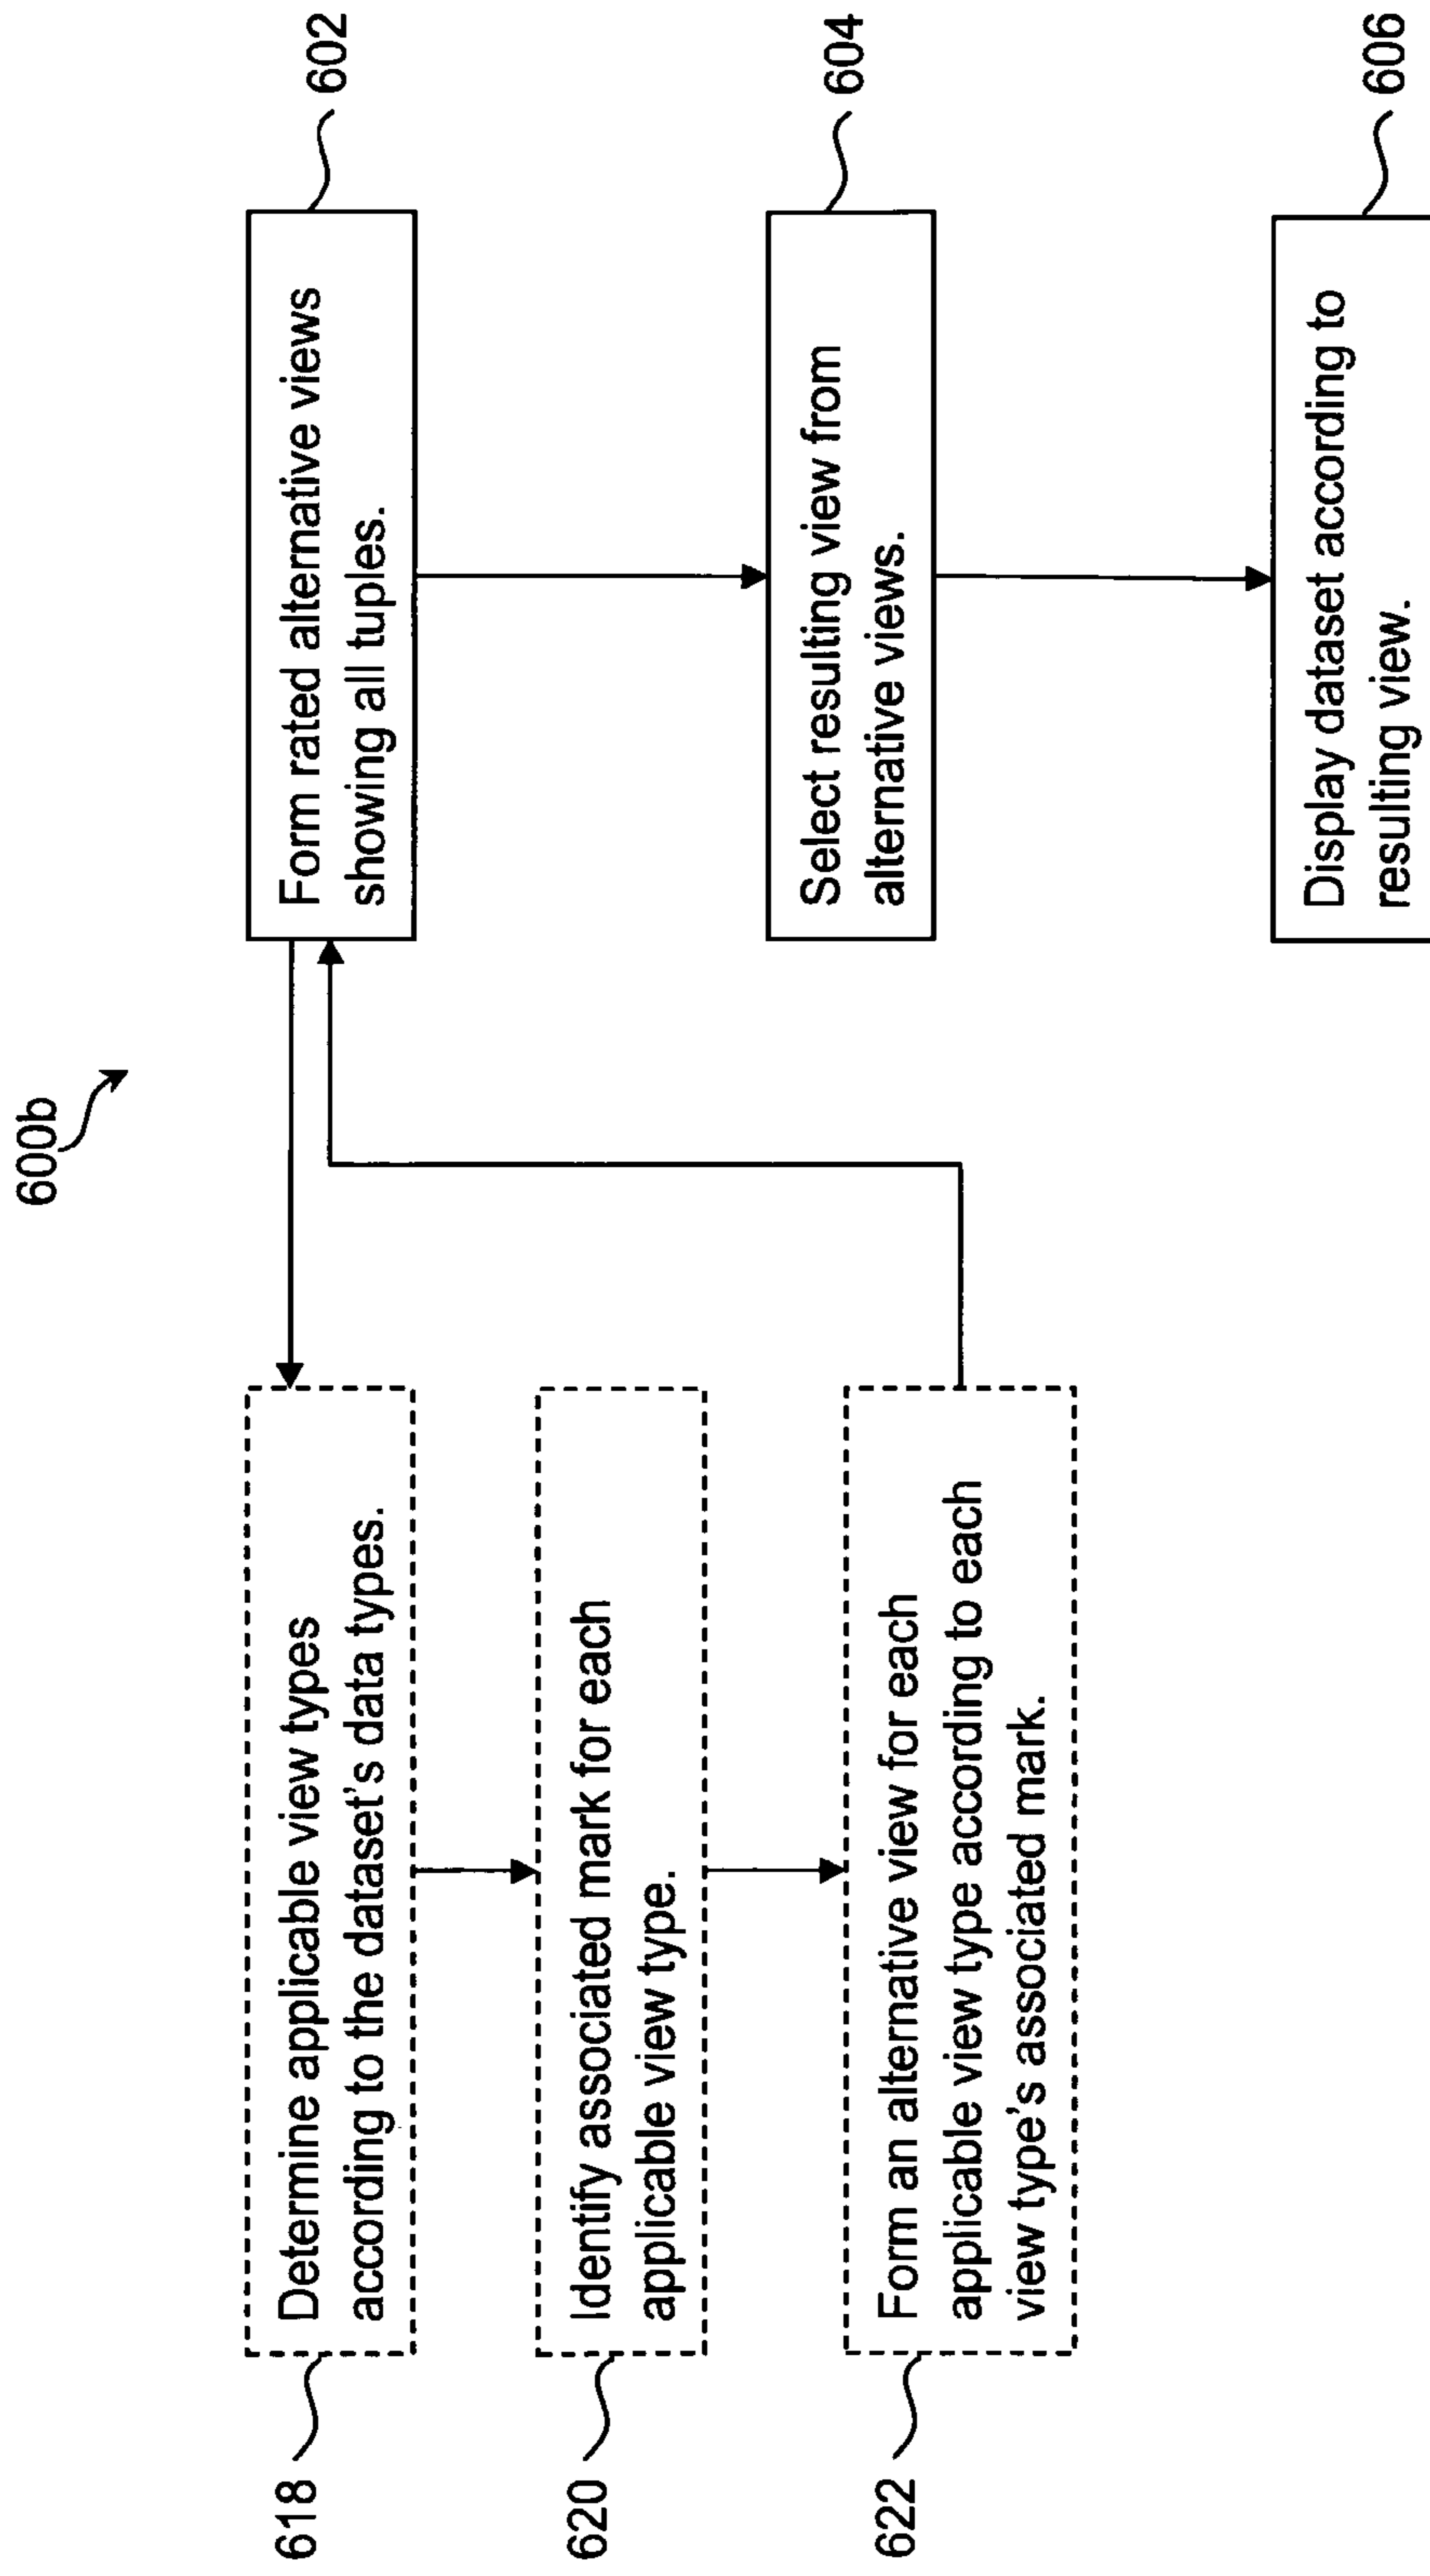 600b
618
Determine applicable view types
according to the dataset's data types.
620
Identify associated mark for each
applicable view type.
622
Form an alternative view for each
applicable view type according to each
view type's associated mark.
Form rated alternative views
showing all tuples.
602
Select resulting view from
alternative views.
604
Display dataset according to
resulting view.
606